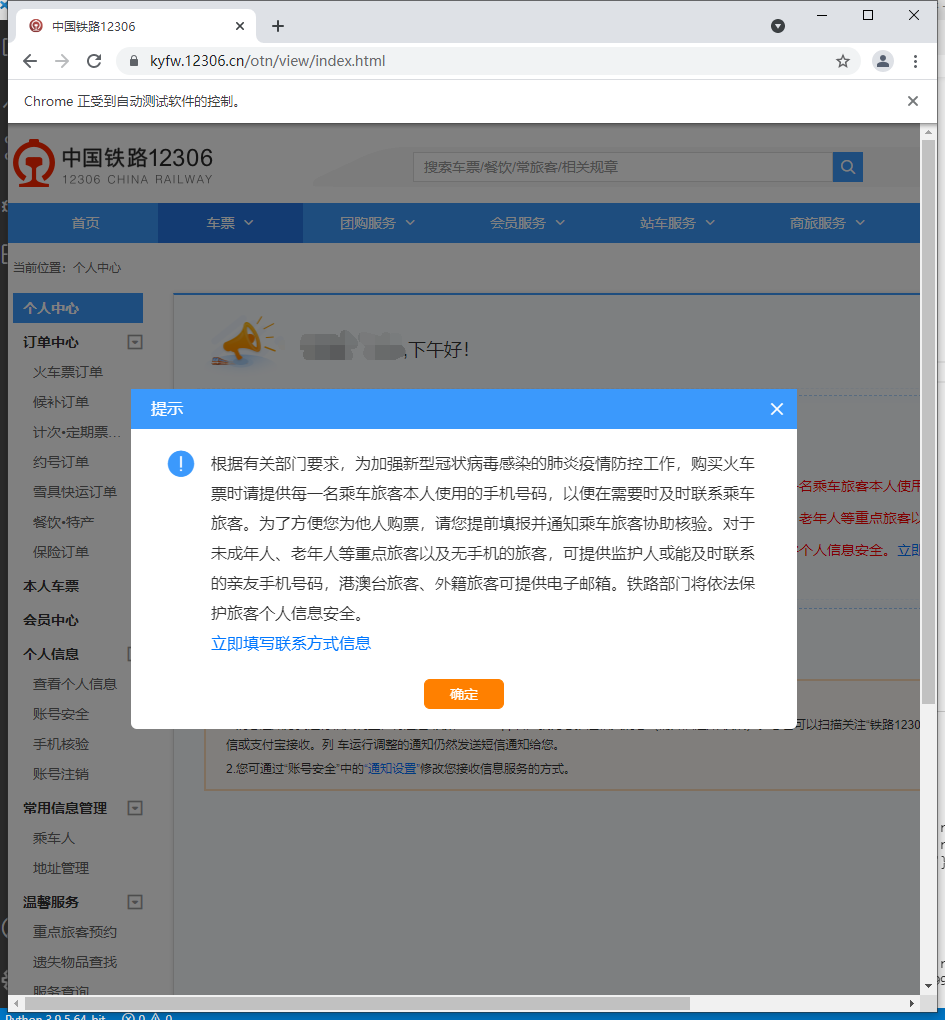 中国铁路12306
kyfw.12306.cn/otn/view/index.html
Chrome 正受到自动测试软件的控制。
中国铁路12306
12306 CHINA RAILWAY
搜索车票/餐饮/常旅客/相关规章
首页 车票 团购服务 会员服务 站车服务 商旅服务
当前位置：个人中心
个人中心
订单中心
火车票订单
候补订单
计次•定期票…
约号订单
雪具快运订单
餐饮•特产
保险订单
本人车票
会员中心
个人信息
查看个人信息
账号安全
手机核验
账号注销
常用信息管理
乘车人
地址管理
温馨服务
重点旅客预约
遗失物品查找
服务查询
,下午好！
提示
根据有关部门要求，为加强新型冠状病毒感染的肺炎疫情防控工作，购买火车
票时请提供每一名乘车旅客本人使用的手机号码，以便在需要时及时联系乘车
旅客。为了方便您为他人购票，请您提前填报并通知乘车旅客协助核验。对于
未成年人、老年人等重点旅客以及无手机的旅客，可提供监护人或能及时联系
的亲友手机号码，港澳台旅客、外籍旅客可提供电子邮箱。铁路部门将依法保
护旅客个人信息安全。
立即填写联系方式信息
确定
名乘车旅客本人使用
老年人等重点旅客以
个人信息安全。立即
可以扫描关注“铁路1230
信或支付宝接收。列 车运行调整的通知仍然发送短信通知给您。
2.您可通过“账号安全”中的“通知设置”修改您接收信息服务的方式。
Python 3.9.5 64-bit 0 0